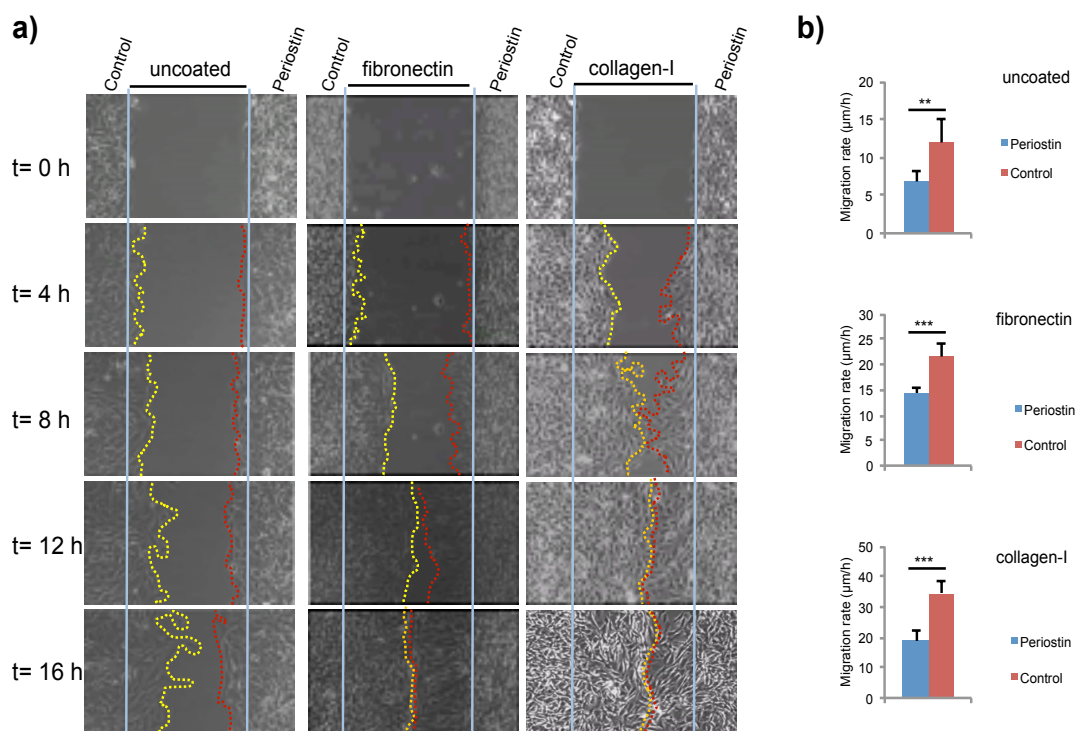 a)
Control
uncoated
Periostin
Control
fibronectin
Periostin
Control
collagen-I
Periostin
t= 0 h
t= 4 h
t= 8 h
t= 12 h
t= 16 h
b)
uncoated
Migration rate (µm/h)
20
15
10
5
0
**
Periostin
Control
fibronectin
Migration rate (µm/h)
30
25
20
15
10
5
0
***
Periostin
Control
collagen-I
Migration rate (µm/h)
50
40
30
20
10
0
***
Periostin
Control